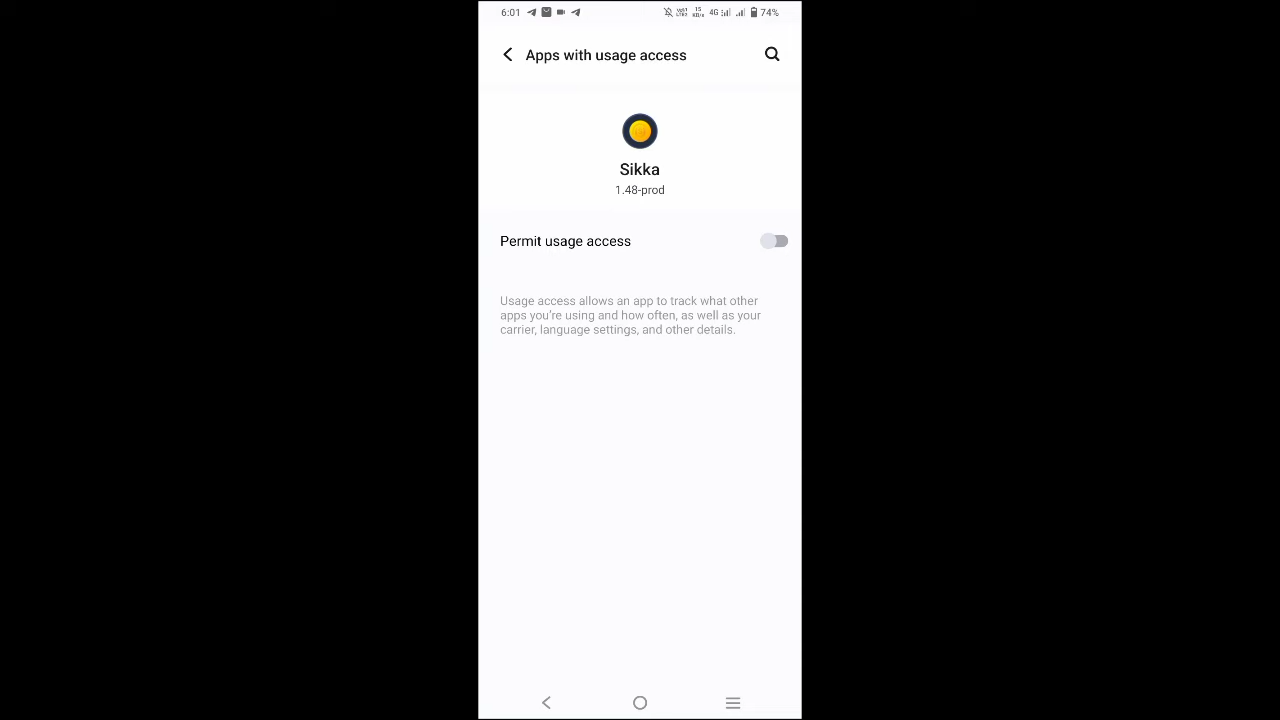 6:01 4G 74%
Apps with usage access
Sikka
1.48-prod
Permit usage access
Usage access allows an app to track what other
apps you're using and how often, as well as your
carrier, language settings, and other details.